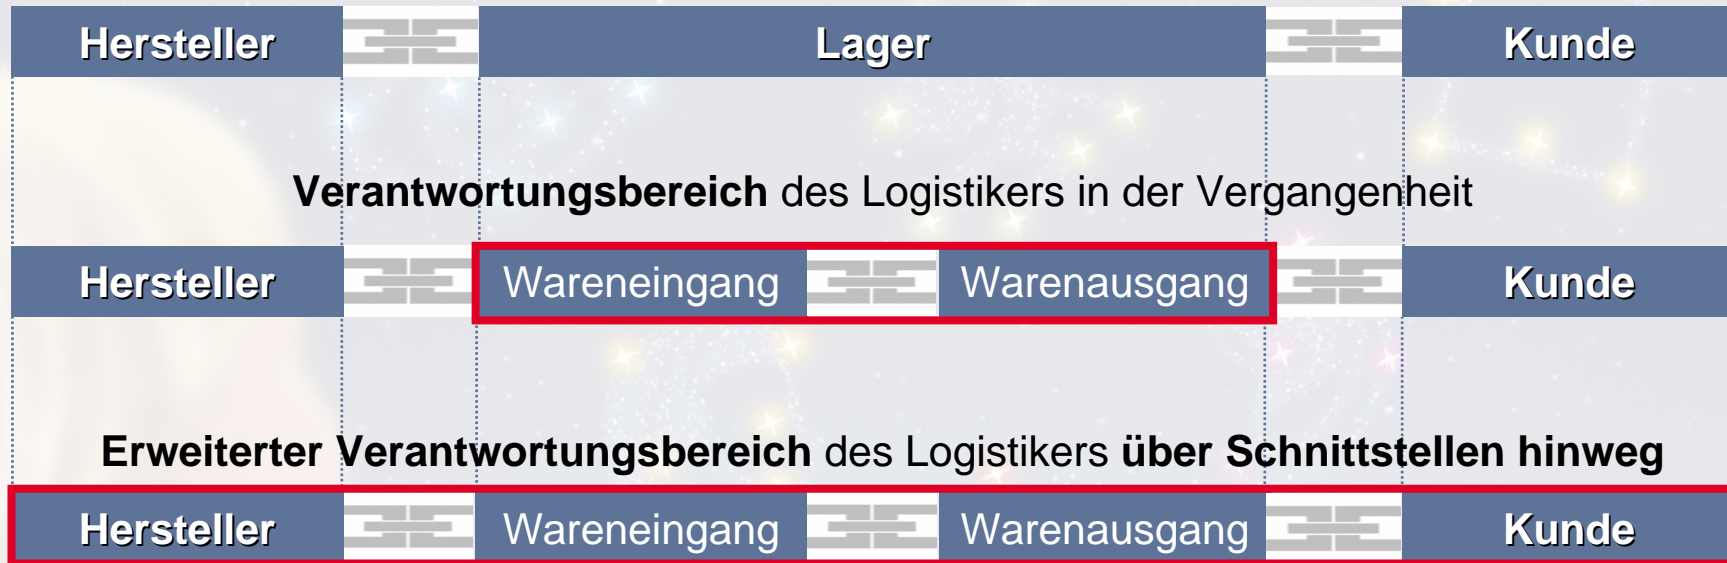 Hersteller Lager Kunde
Verantwortungsbereich des Logistikers in der Vergangenheit
Hersteller Wareneingang Warenausgang Kunde
Erweiterter Verantwortungsbereich des Logistikers über Schnittstellen hinweg
Hersteller Wareneingang Warenausgang Kunde